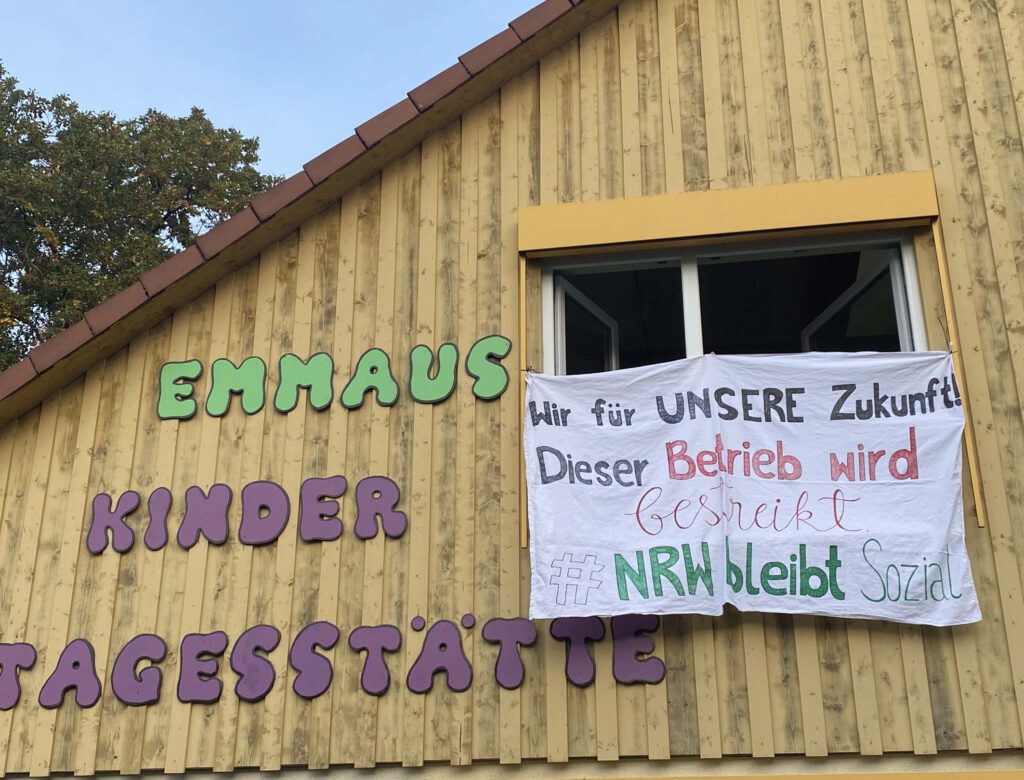 EMMAUS
KINDER
TAGESSTÄTTE
Wir für UNSERE Zukunft!
Dieser Betrieb wird
bestreikt
# NRW bleibt Sozial